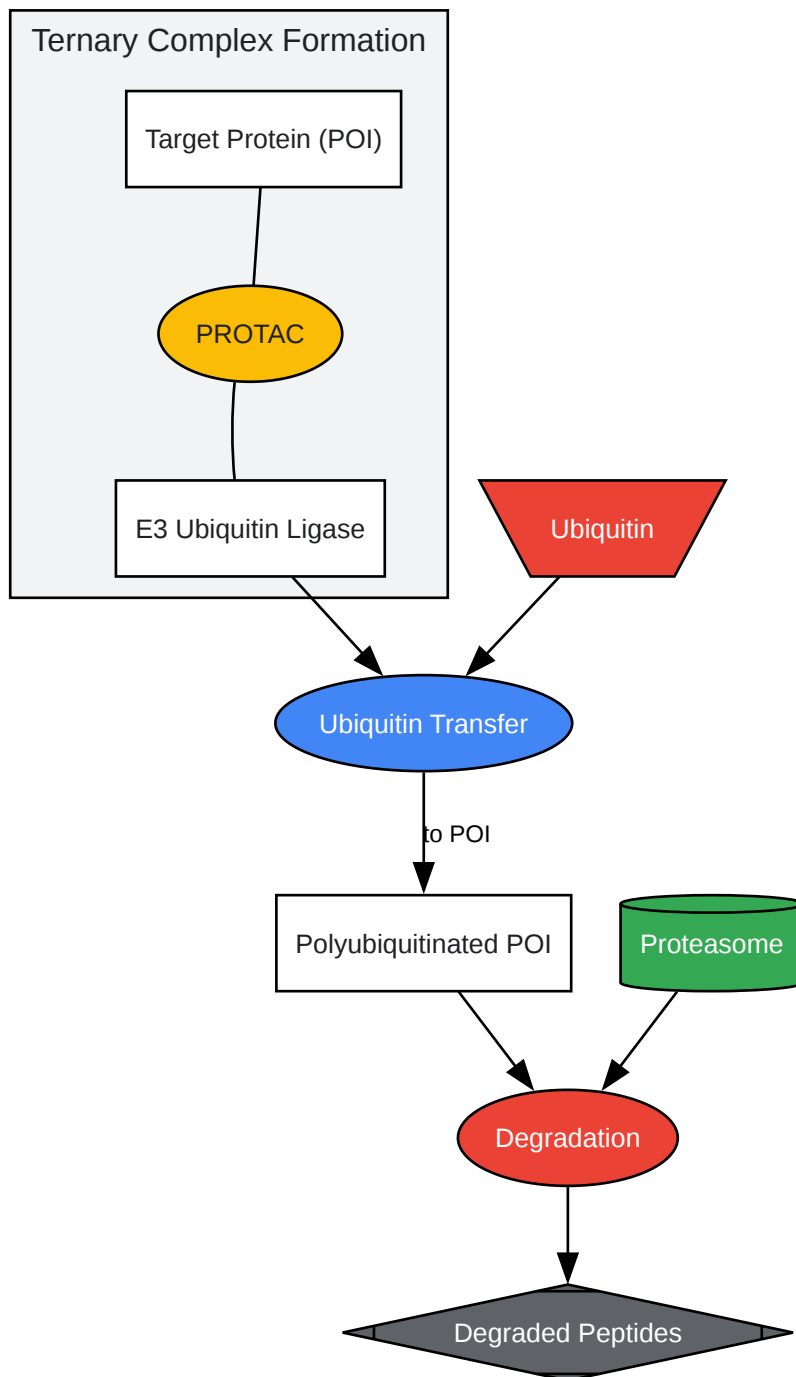 Ternary Complex Formation
Target Protein (POI)
PROTAC
E3 Ubiquitin Ligase
Ubiquitin
Ubiquitin Transfer
to POI
Polyubiquitinated POI
Proteasome
Degradation
Degraded Peptides